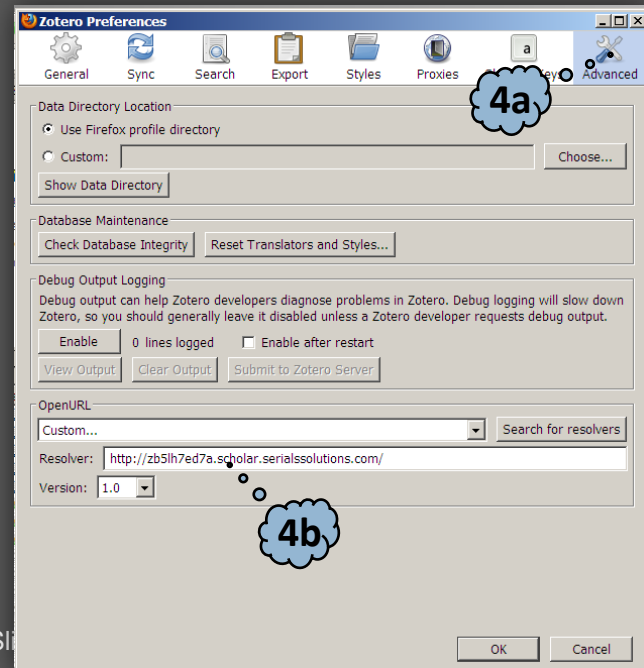 Zotero Preferences
General Sync Search Export Styles Proxies Advanced
4a
Data Directory Location
Use Firefox profile directory
Custom: Choose...
Show Data Directory
Database Maintenance
Check Database Integrity Reset Translators and Styles...
Debug Output Logging
Debug output can help Zotero developers diagnose problems in Zotero. Debug logging will slow down
Zotero, so you should generally leave it disabled unless a Zotero developer requests debug output.
Enable 0 lines logged Enable after restart
View Output Clear Output Submit to Zotero Server
OpenURL
Custom... Search for resolvers
Resolver: http://zb5lh7ed7a.scholar.serialssolutions.com/
Version: 1.0
4b
OK Cancel